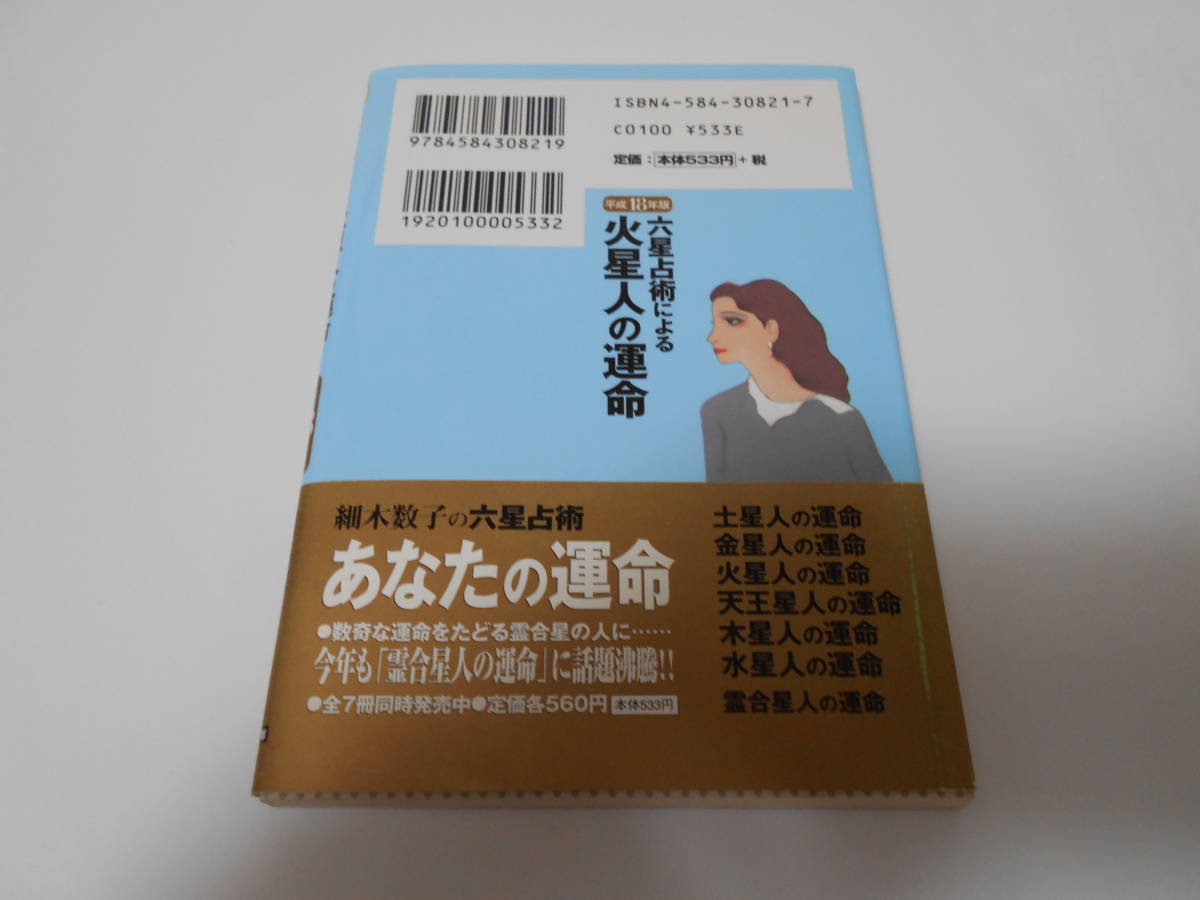 9784584308219
1920100005332
ISBN4-584-30821-7
C0100 ¥533E
定価：本体533円＋税
平成18年版
六星占術による
火星人の運命
細木数子の六星占術
あなたの運命
●数奇な運命をたどる霊合星の人に……
今年も「霊合星人の運命」に話題沸騰!!
●全7冊同時発売中●定価各560円 本体533円
土星人の運命
金星人の運命
火星人の運命
天王星人の運命
木星人の運命
水星人の運命
霊合星人の運命